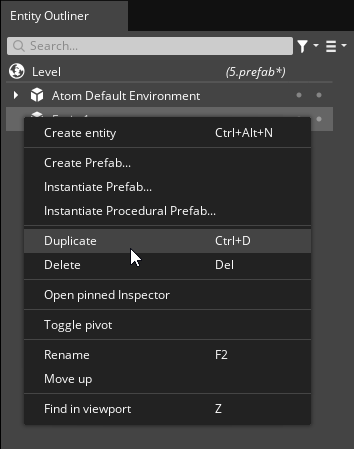 Entity Outliner
Search...
Level (5.prefab*)
Atom Default Environment
Create entity Ctrl+Alt+N
Create Prefab...
Instantiate Prefab...
Instantiate Procedural Prefab...
Duplicate Ctrl+D
Delete Del
Open pinned Inspector
Toggle pivot
Rename F2
Move up
Find in viewport Z